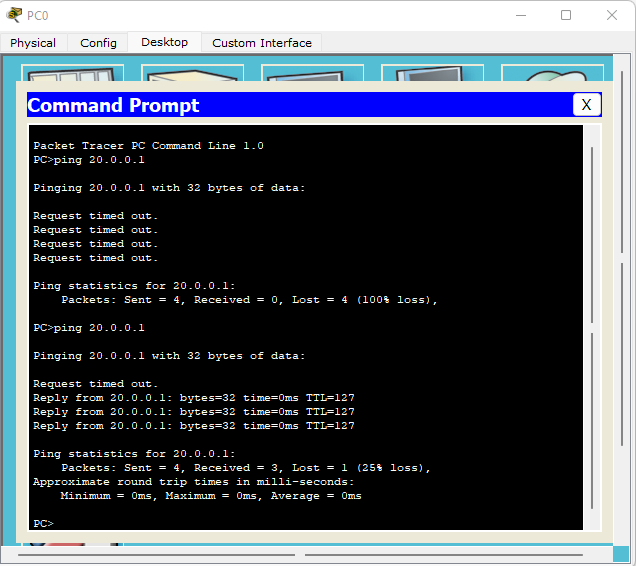 PC0
Physical Config Desktop Custom Interface
Command Prompt X
Packet Tracer PC Command Line 1.0
PC>ping 20.0.0.1
Pinging 20.0.0.1 with 32 bytes of data:
Request timed out.
Request timed out.
Request timed out.
Request timed out.
Ping statistics for 20.0.0.1:
Packets: Sent = 4, Received = 0, Lost = 4 (100% loss),
PC>ping 20.0.0.1
Pinging 20.0.0.1 with 32 bytes of data:
Request timed out.
Reply from 20.0.0.1: bytes=32 time=0ms TTL=127
Reply from 20.0.0.1: bytes=32 time=0ms TTL=127
Reply from 20.0.0.1: bytes=32 time=0ms TTL=127
Ping statistics for 20.0.0.1:
Packets: Sent = 4, Received = 3, Lost = 1 (25% loss),
Approximate round trip times in milli-seconds:
Minimum = 0ms, Maximum = 0ms, Average = 0ms
PC>